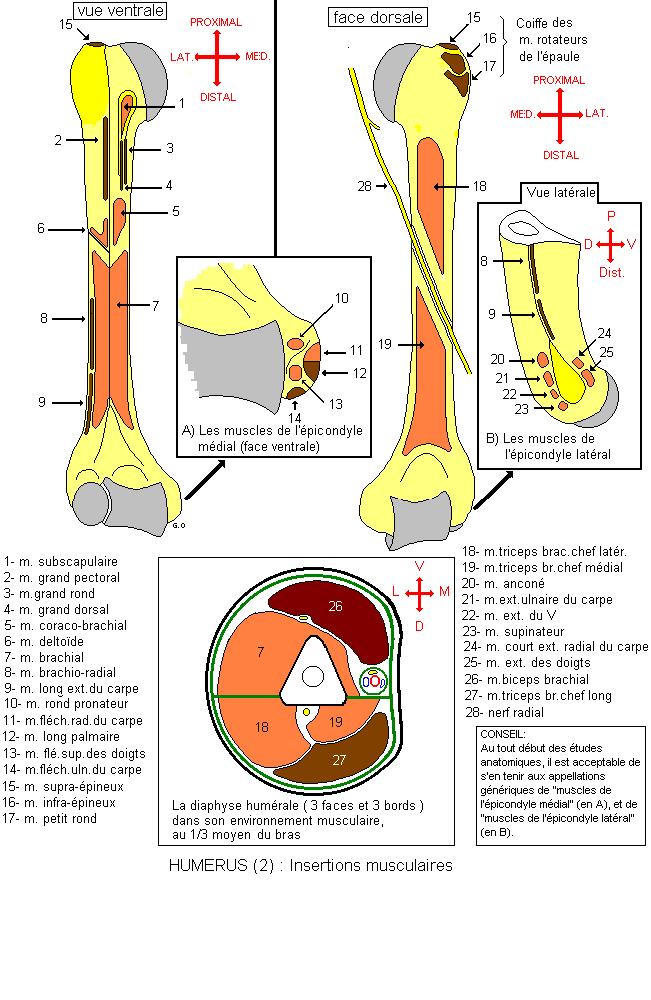 vue ventrale
15
PROXIMAL
LAT.
MED.
DISTAL
1
2
3
4
5
6
7
8
9
face dorsale
15
16
17
Coiffe des
m. rotateurs
de l'épaule
PROXIMAL
MED.
LAT.
DISTAL
28
18
19
10
11
12
13
14
A) Les muscles de l'épicondyle
médial (face ventrale)
G.O
Vue latérale
P
D
V
Dist.
8
9
24
25
20
21
22
23
B) Les muscles de
l'épicondyle latéral
1- m. subscapulaire
2- m. grand pectoral
3- m.grand rond
4- m. grand dorsal
5- m. coraco-brachial
6- m. deltoïde
7- m. brachial
8- m. brachio-radial
9- m. long ext.du carpe
10- m. rond pronateur
11- m.fléch.rad.du carpe
12- m. long palmaire
13- m. flé.sup.des doigts
14- m.fléch.uln.du carpe
15- m. supra-épineux
16- m. infra-épineux
17- m. petit rond
26
7
18
19
27
V
L
M
D
La diaphyse humérale ( 3 faces et 3 bords )
dans son environnement musculaire,
au 1/3 moyen du bras
18- m.triceps brac.chef latér.
19- m.triceps br.chef médial
20- m. anconé
21- m.ext.ulnaire du carpe
22- m. ext. du V
23- m. supinateur
24- m. court ext. radial du carpe
25- m. ext. des doigts
26- m.biceps brachial
27- m.triceps br.chef long
28- nerf radial
CONSEIL:
Au tout début des études
anatomiques, il est acceptable de
s'en tenir aux appellations
génériques de "muscles de
l'épicondyle médial" (en A), et de
"muscles de l'épicondyle latéral"
(en B).
HUMERUS (2) : Insertions musculaires